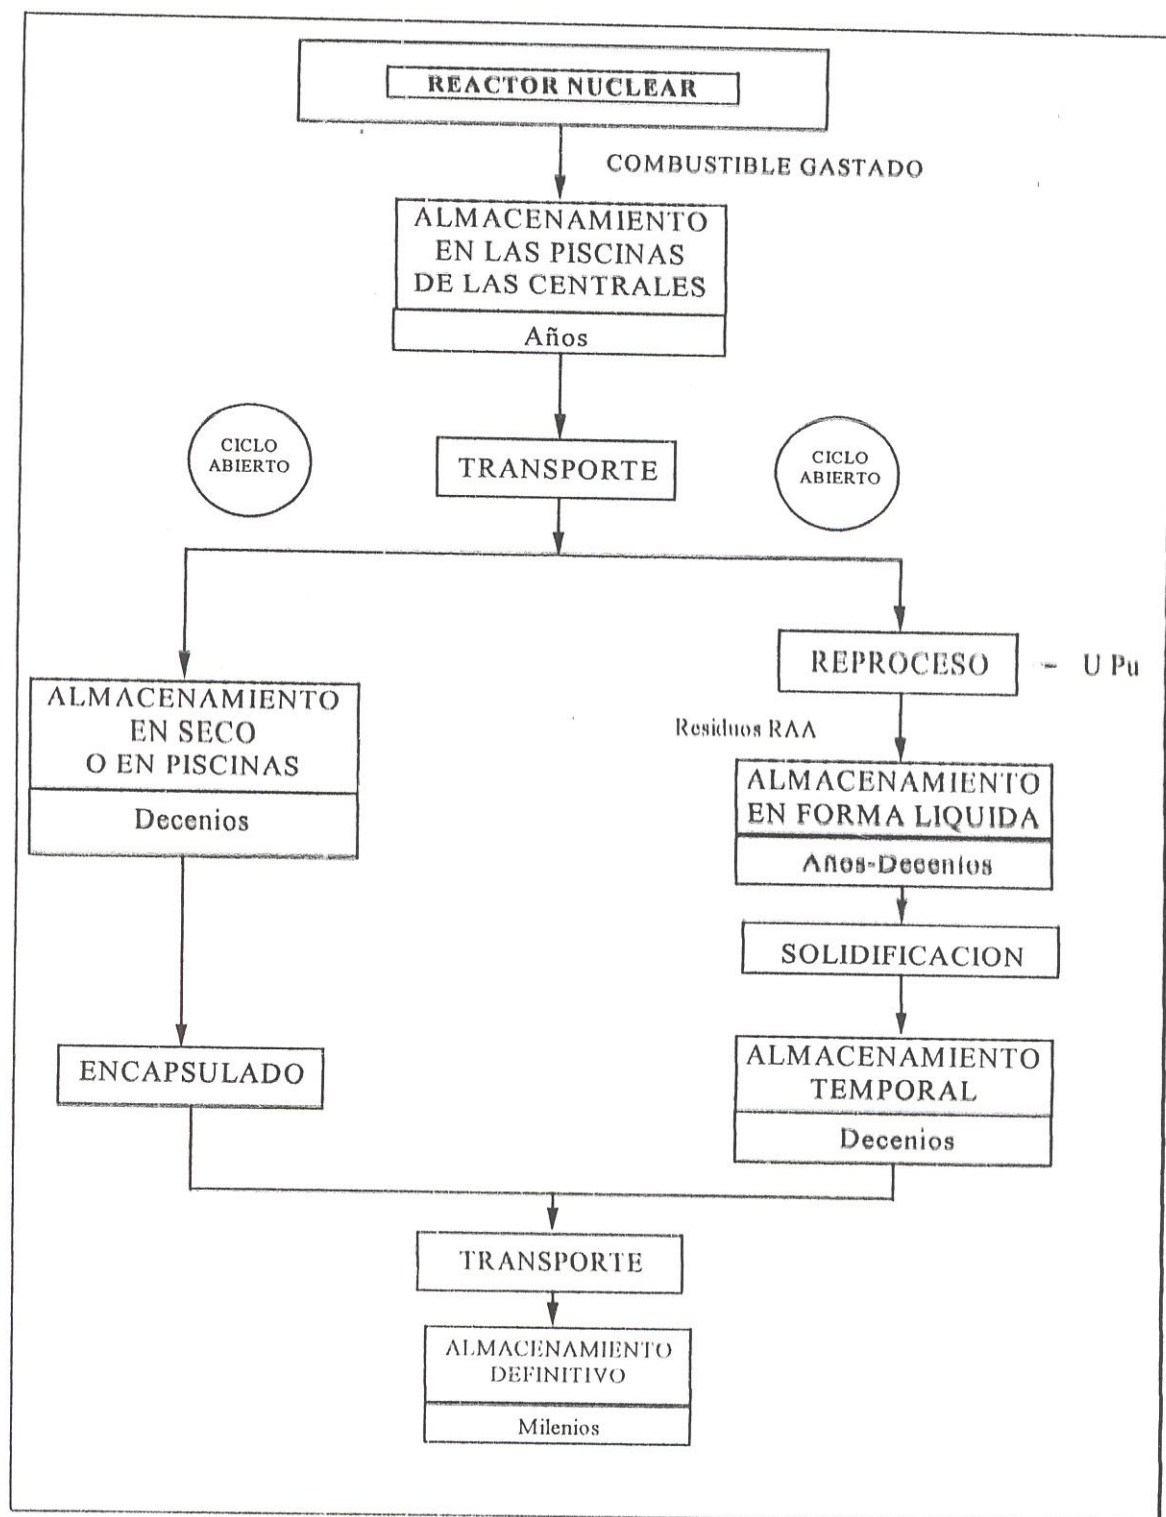 REACTOR NUCLEAR
COMBUSTIBLE GASTADO
ALMACENAMIENTO
EN LAS PISCINAS
DE LAS CENTRALES
Años
CICLO
ABIERTO
TRANSPORTE
CICLO
ABIERTO
REPROCESO - U Pu
ALMACENAMIENTO
EN SECO
O EN PISCINAS
Decenios
Residuos RAA
ALMACENAMIENTO
EN FORMA LIQUIDA
Años-Decenios
SOLIDIFICACION
ENCAPSULADO
ALMACENAMIENTO
TEMPORAL
Decenios
TRANSPORTE
ALMACENAMIENTO
DEFINITIVO
Milenios